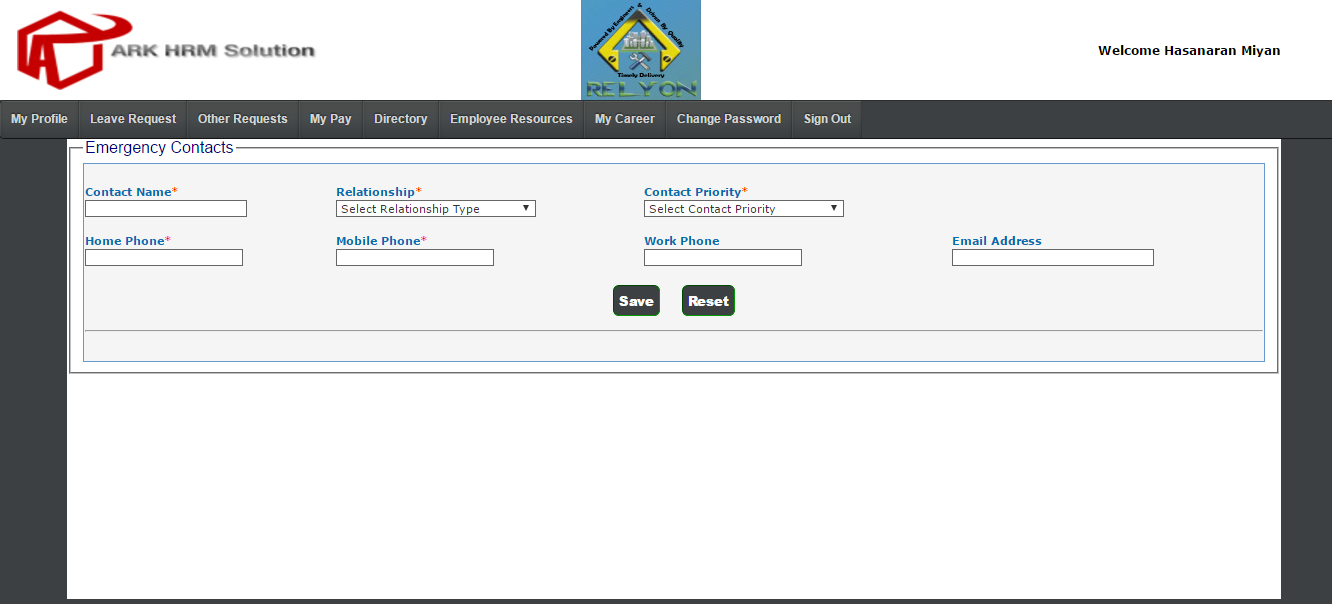 ARK HRM Solution
Powered By Engineers & Driven By Quality
Timely Delivery
RELYON
Welcome Hasanaran Miyan
My Profile Leave Request Other Requests My Pay Directory Employee Resources My Career Change Password Sign Out
Emergency Contacts
Contact Name* Relationship* Contact Priority*
Select Relationship Type Select Contact Priority
Home Phone* Mobile Phone* Work Phone Email Address
Save Reset